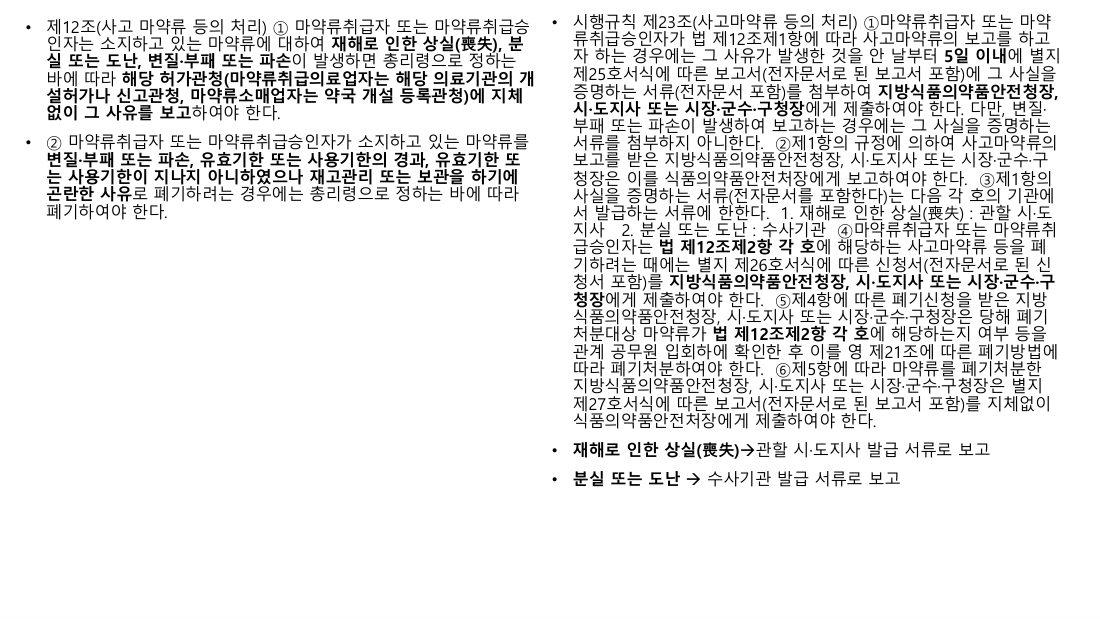 • 제12조(사고 마약류 등의 처리) ① 마약류취급자 또는 마약류취급승
인자는 소지하고 있는 마약류에 대하여 재해로 인한 상실(喪失), 분
실 또는 도난, 변질·부패 또는 파손이 발생하면 총리령으로 정하는
바에 따라 해당 허가관청(마약류취급의료업자는 해당 의료기관의 개
설허가나 신고관청, 마약류소매업자는 약국 개설 등록관청)에 지체
없이 그 사유를 보고하여야 한다.
• ② 마약류취급자 또는 마약류취급승인자가 소지하고 있는 마약류를
변질·부패 또는 파손, 유효기한 또는 사용기한의 경과, 유효기한 또
는 사용기한이 지나지 아니하였으나 재고관리 또는 보관을 하기에
곤란한 사유로 폐기하려는 경우에는 총리령으로 정하는 바에 따라
폐기하여야 한다.
• 시행규칙 제23조(사고마약류 등의 처리) ①마약류취급자 또는 마약
류취급승인자가 법 제12조제1항에 따라 사고마약류의 보고를 하고
자 하는 경우에는 그 사유가 발생한 것을 안 날부터 5일 이내에 별지
제25호서식에 따른 보고서(전자문서로 된 보고서 포함)에 그 사실을
증명하는 서류(전자문서 포함)를 첨부하여 지방식품의약품안전청장,
시·도지사 또는 시장·군수·구청장에게 제출하여야 한다. 다만, 변질·
부패 또는 파손이 발생하여 보고하는 경우에는 그 사실을 증명하는
서류를 첨부하지 아니한다. ②제1항의 규정에 의하여 사고마약류의
보고를 받은 지방식품의약품안전청장, 시·도지사 또는 시장·군수·구
청장은 이를 식품의약품안전처장에게 보고하여야 한다. ③제1항의
사실을 증명하는 서류(전자문서를 포함한다)는 다음 각 호의 기관에
서 발급하는 서류에 한한다. 1. 재해로 인한 상실(喪失) : 관할 시·도
지사 2. 분실 또는 도난 : 수사기관 ④마약류취급자 또는 마약류취
급승인자는 법 제12조제2항 각 호에 해당하는 사고마약류 등을 폐
기하려는 때에는 별지 제26호서식에 따른 신청서(전자문서로 된 신
청서 포함)를 지방식품의약품안전청장, 시·도지사 또는 시장·군수·구
청장에게 제출하여야 한다. ⑤제4항에 따른 폐기신청을 받은 지방
식품의약품안전청장, 시·도지사 또는 시장·군수·구청장은 당해 폐기
처분대상 마약류가 법 제12조제2항 각 호에 해당하는지 여부 등을
관계 공무원 입회하에 확인한 후 이를 영 제21조에 따른 폐기방법에
따라 폐기처분하여야 한다. ⑥제5항에 따라 마약류를 폐기처분한
지방식품의약품안전청장, 시·도지사 또는 시장·군수·구청장은 별지
제27호서식에 따른 보고서(전자문서로 된 보고서 포함)를 지체없이
식품의약품안전처장에게 제출하여야 한다.
• 재해로 인한 상실(喪失)→관할 시·도지사 발급 서류로 보고
• 분실 또는 도난 → 수사기관 발급 서류로 보고